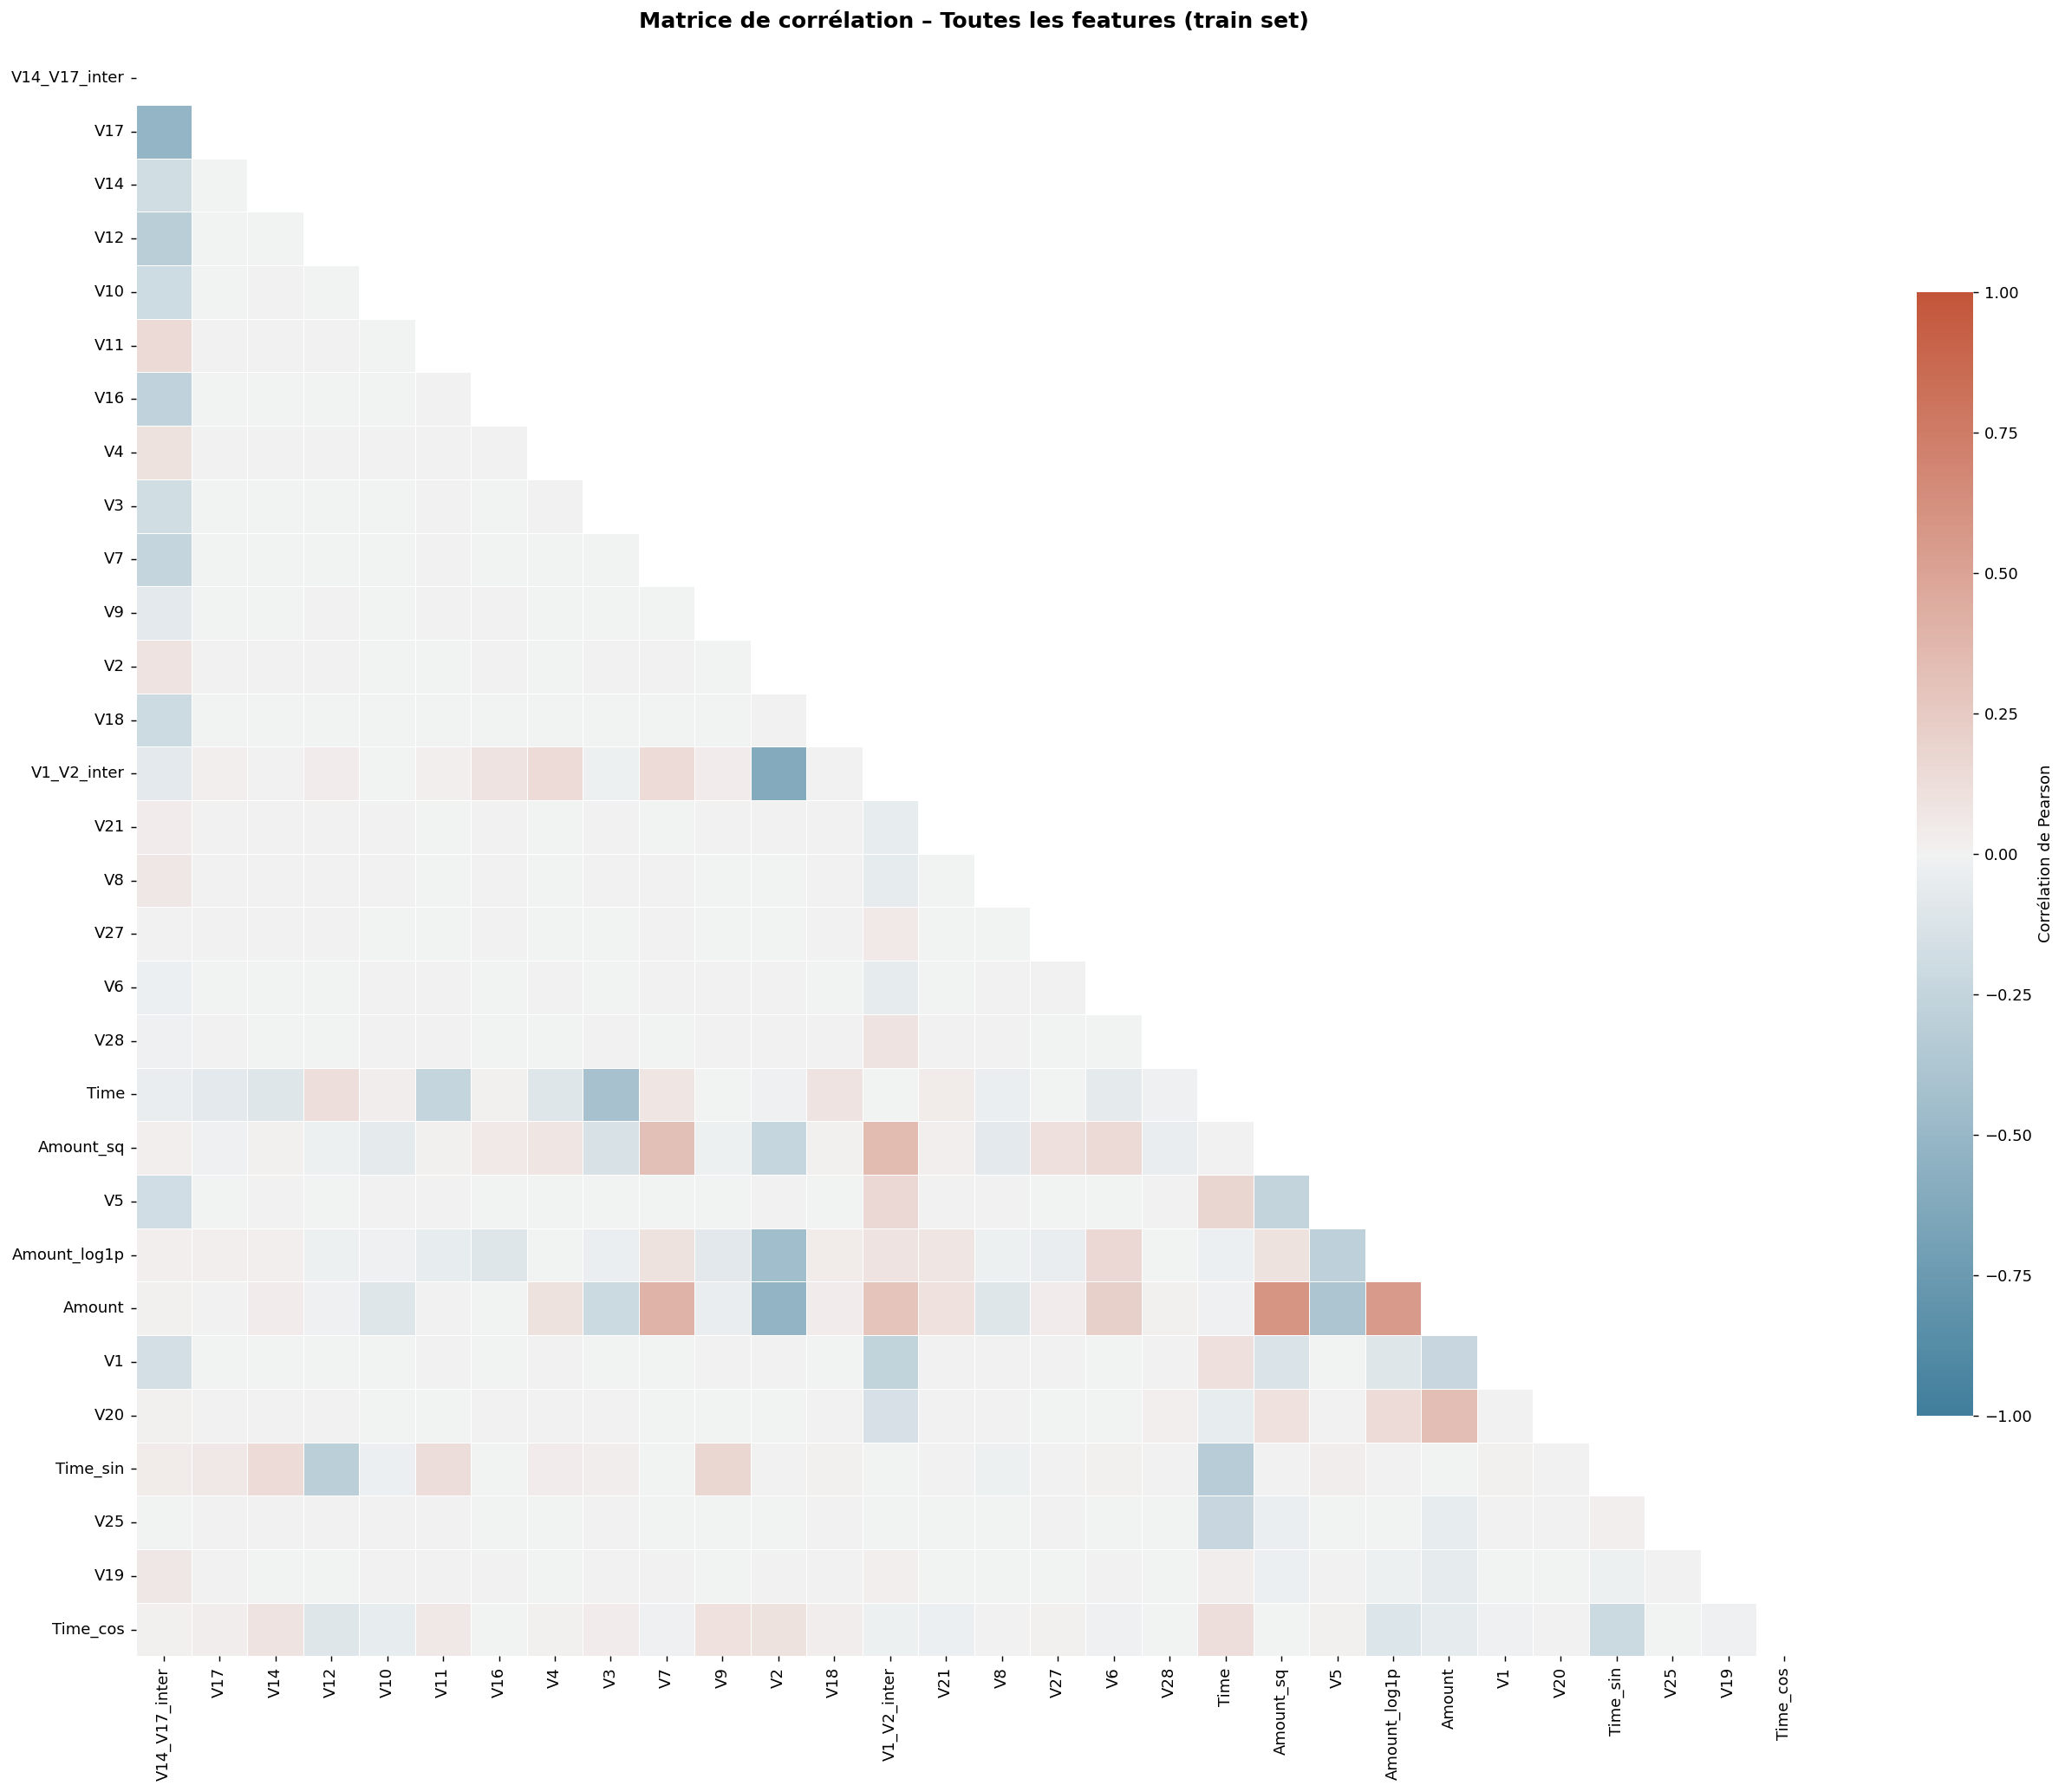 Matrice de corrélation – Toutes les features (train set)
V14_V17_inter
V17
V14
V12
V10
V11
V16
V4
V3
V7
V9
V2
V18
V1_V2_inter
V21
V8
V27
V6
V28
Time
Amount_sq
V5
Amount_log1p
Amount
V1
V20
Time_sin
V25
V19
Time_cos
V14_V17_inter
V17
V14
V12
V10
V11
V16
V4
V3
V7
V9
V2
V18
V1_V2_inter
V21
V8
V27
V6
V28
Time
Amount_sq
V5
Amount_log1p
Amount
V1
V20
Time_sin
V25
V19
Time_cos
1.00
0.75
0.50
0.25
0.00
−0.25
−0.50
−0.75
−1.00
Corrélation de Pearson